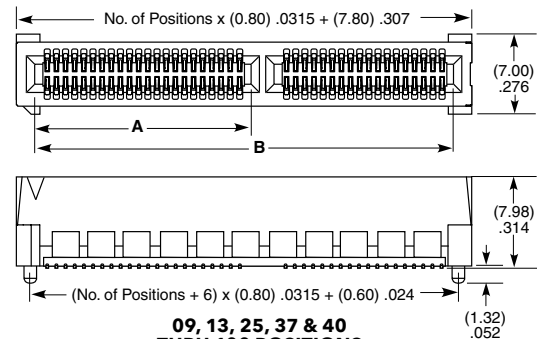 No. of Positions x (0.80) .0315 + (7.80) .307
(7.00)
.276
A
B
(7.98)
.314
(No. of Positions + 6) x (0.80) .0315 + (0.60) .024
(1.32)
.052
09, 13, 25, 37 & 40
POSITIONS